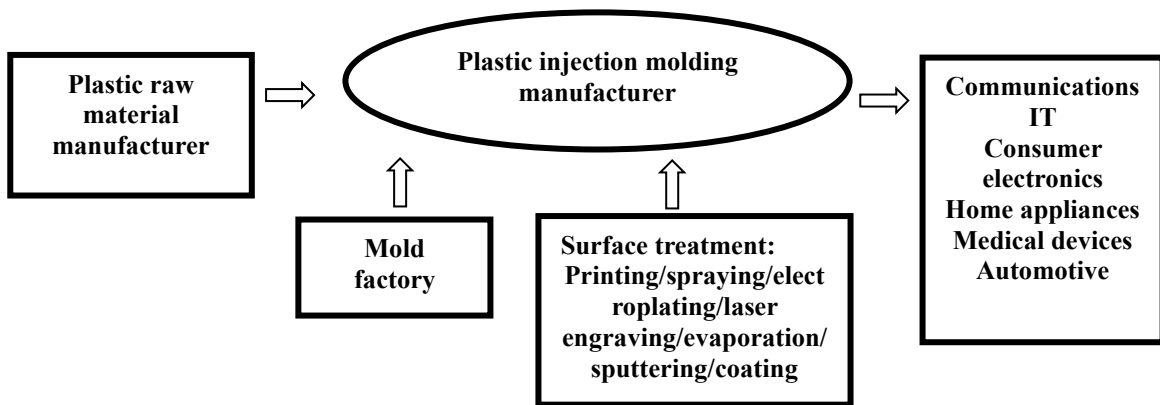 Plastic raw
material
manufacturer
Plastic injection molding
manufacturer
Communications
IT
Consumer
electronics
Home appliances
Medical devices
Automotive
Mold
factory
Surface treatment:
Printing/spraying/elect
roplating/laser
engraving/evaporation/
sputtering/coating